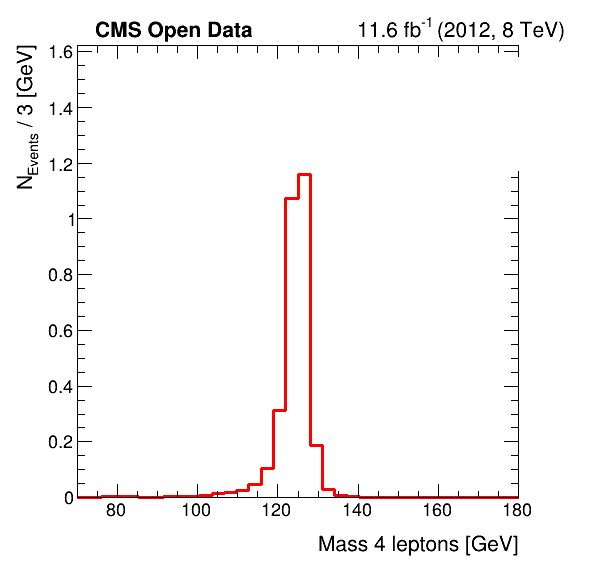 CMS Open Data
11.6 fb⁻¹ (2012, 8 TeV)
N_Events / 3 [GeV]
1.6
1.4
1.2
1
0.8
0.6
0.4
0.2
0
80 100 120 140 160 180
Mass 4 leptons [GeV]